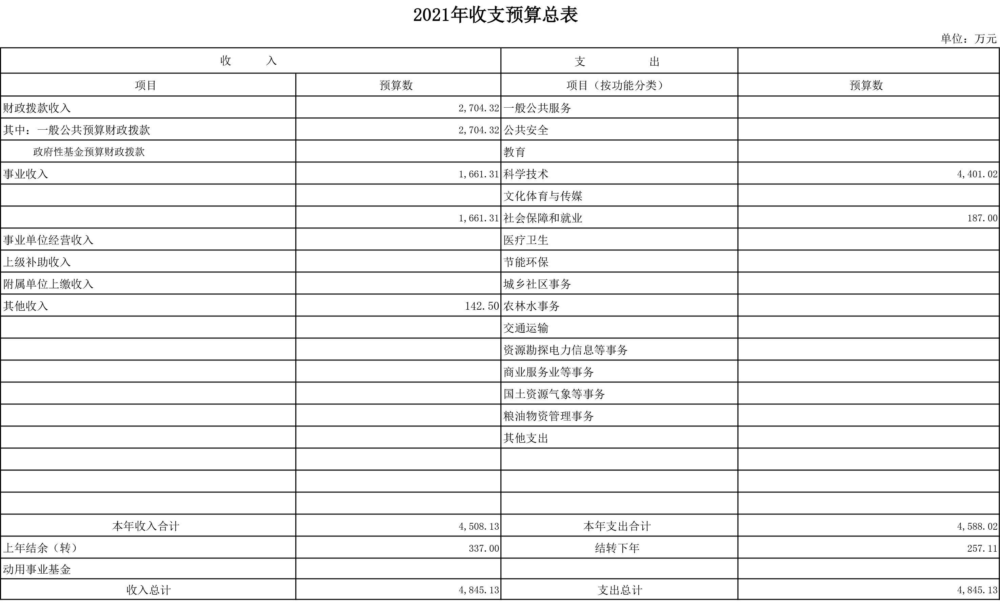 2021年收支预算总表
单位：万元
收 入 支 出
项目 预算数 项目（按功能分类） 预算数
财政拨款收入 2,704.32 一般公共服务
其中：一般公共预算财政拨款 2,704.32 公共安全
政府性基金预算财政拨款 教育
事业收入 1,661.31 科学技术 4,401.02
文化体育与传媒
1,661.31 社会保障和就业 187.00
事业单位经营收入 医疗卫生
上级补助收入 节能环保
附属单位上缴收入 城乡社区事务
其他收入 142.50 农林水事务
交通运输
资源勘探电力信息等事务
商业服务业等事务
国土资源气象等事务
粮油物资管理事务
其他支出
本年收入合计 4,508.13 本年支出合计 4,588.02
上年结余（转） 337.00 结转下年 257.11
动用事业基金
收入总计 4,845.13 支出总计 4,845.13